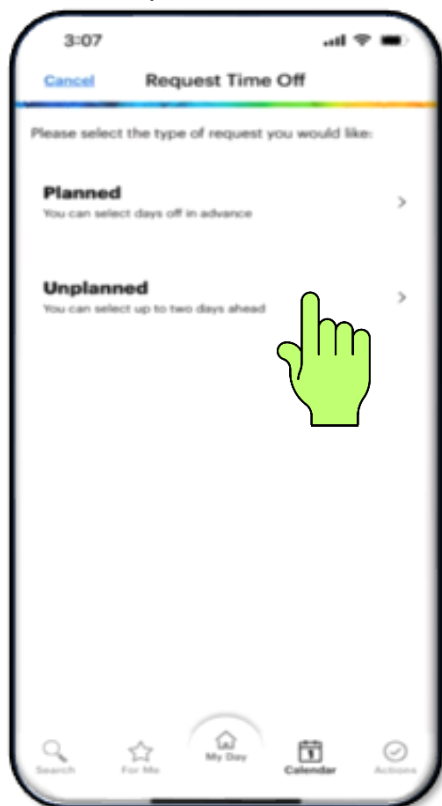 3:07
Cancel Request Time Off
Please select the type of request you would like:
Planned
You can select days off in advance
Unplanned
You can select up to two days ahead
1
Search For Me My Day Calendar Actions